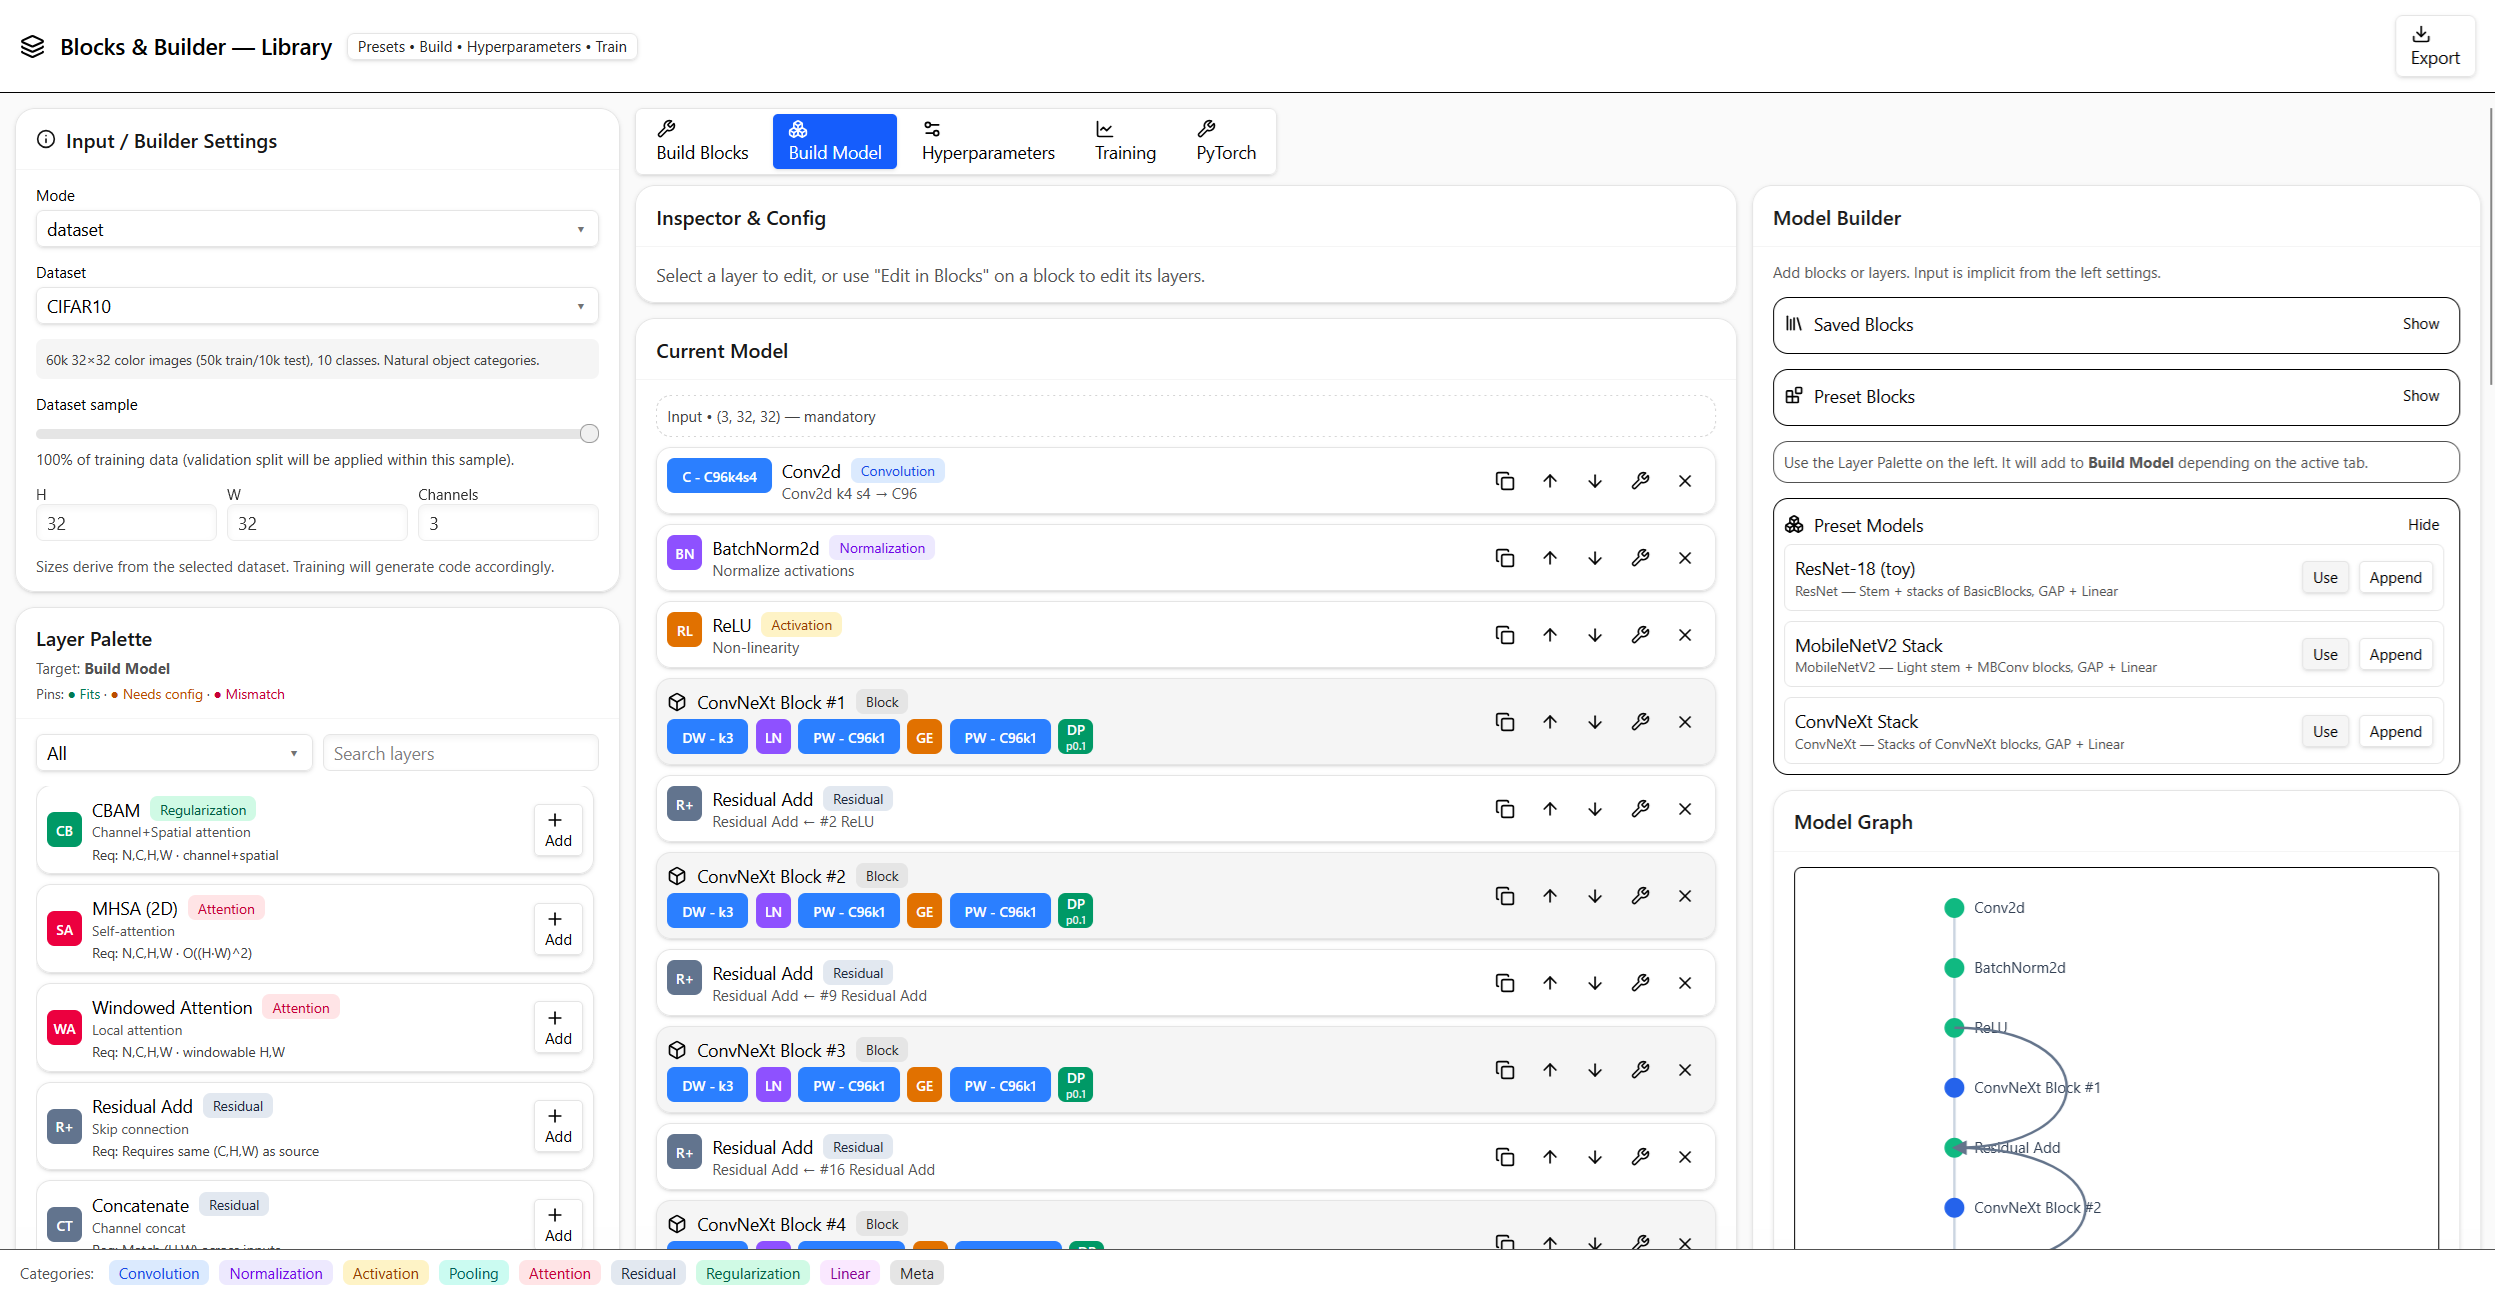 Blocks & Builder — Library
Presets • Build • Hyperparameters • Train
Export
Input / Builder Settings
Mode
dataset
Dataset
CIFAR10
60k 32×32 color images (50k train/10k test), 10 classes. Natural object categories.
Dataset sample
100% of training data (validation split will be applied within this sample).
H W Channels
32 32 3
Sizes derive from the selected dataset. Training will generate code accordingly.
Layer Palette
Target: Build Model
Pins: • Fits · • Needs config · • Mismatch
All
Search layers
CB CBAM Regularization
Channel+Spatial attention
Req: N,C,H,W · channel+spatial
Add
SA MHSA (2D) Attention
Self-attention
Req: N,C,H,W · O((H·W)^2)
Add
WA Windowed Attention Attention
Local attention
Req: N,C,H,W · windowable H,W
Add
R+ Residual Add Residual
Skip connection
Req: Requires same (C,H,W) as source
Add
CT Concatenate Residual
Channel concat
Req: Match (H,W) across inputs
Add
Build Blocks
Build Model
Hyperparameters
Training
PyTorch
Inspector & Config
Select a layer to edit, or use "Edit in Blocks" on a block to edit its layers.
Current Model
Input • (3, 32, 32) — mandatory
C - C96k4s4 Conv2d Convolution
Conv2d k4 s4 → C96
BN BatchNorm2d Normalization
Normalize activations
RL ReLU Activation
Non-linearity
ConvNeXt Block #1 Block
DW - k3 LN PW - C96k1 GE PW - C96k1 DP p0.1
R+ Residual Add Residual
Residual Add ← #2 ReLU
ConvNeXt Block #2 Block
DW - k3 LN PW - C96k1 GE PW - C96k1 DP p0.1
R+ Residual Add Residual
Residual Add ← #9 Residual Add
ConvNeXt Block #3 Block
DW - k3 LN PW - C96k1 GE PW - C96k1 DP p0.1
R+ Residual Add Residual
Residual Add ← #16 Residual Add
ConvNeXt Block #4 Block
Model Builder
Add blocks or layers. Input is implicit from the left settings.
Saved Blocks Show
Preset Blocks Show
Use the Layer Palette on the left. It will add to Build Model depending on the active tab.
Preset Models Hide
ResNet-18 (toy)
ResNet — Stem + stacks of BasicBlocks, GAP + Linear
Use Append
MobileNetV2 Stack
MobileNetV2 — Light stem + MBConv blocks, GAP + Linear
Use Append
ConvNeXt Stack
ConvNeXt — Stacks of ConvNeXt blocks, GAP + Linear
Use Append
Model Graph
Conv2d
BatchNorm2d
ReLU
ConvNeXt Block #1
Residual Add
ConvNeXt Block #2
Categories: Convolution Normalization Activation Pooling Attention Residual Regularization Linear Meta